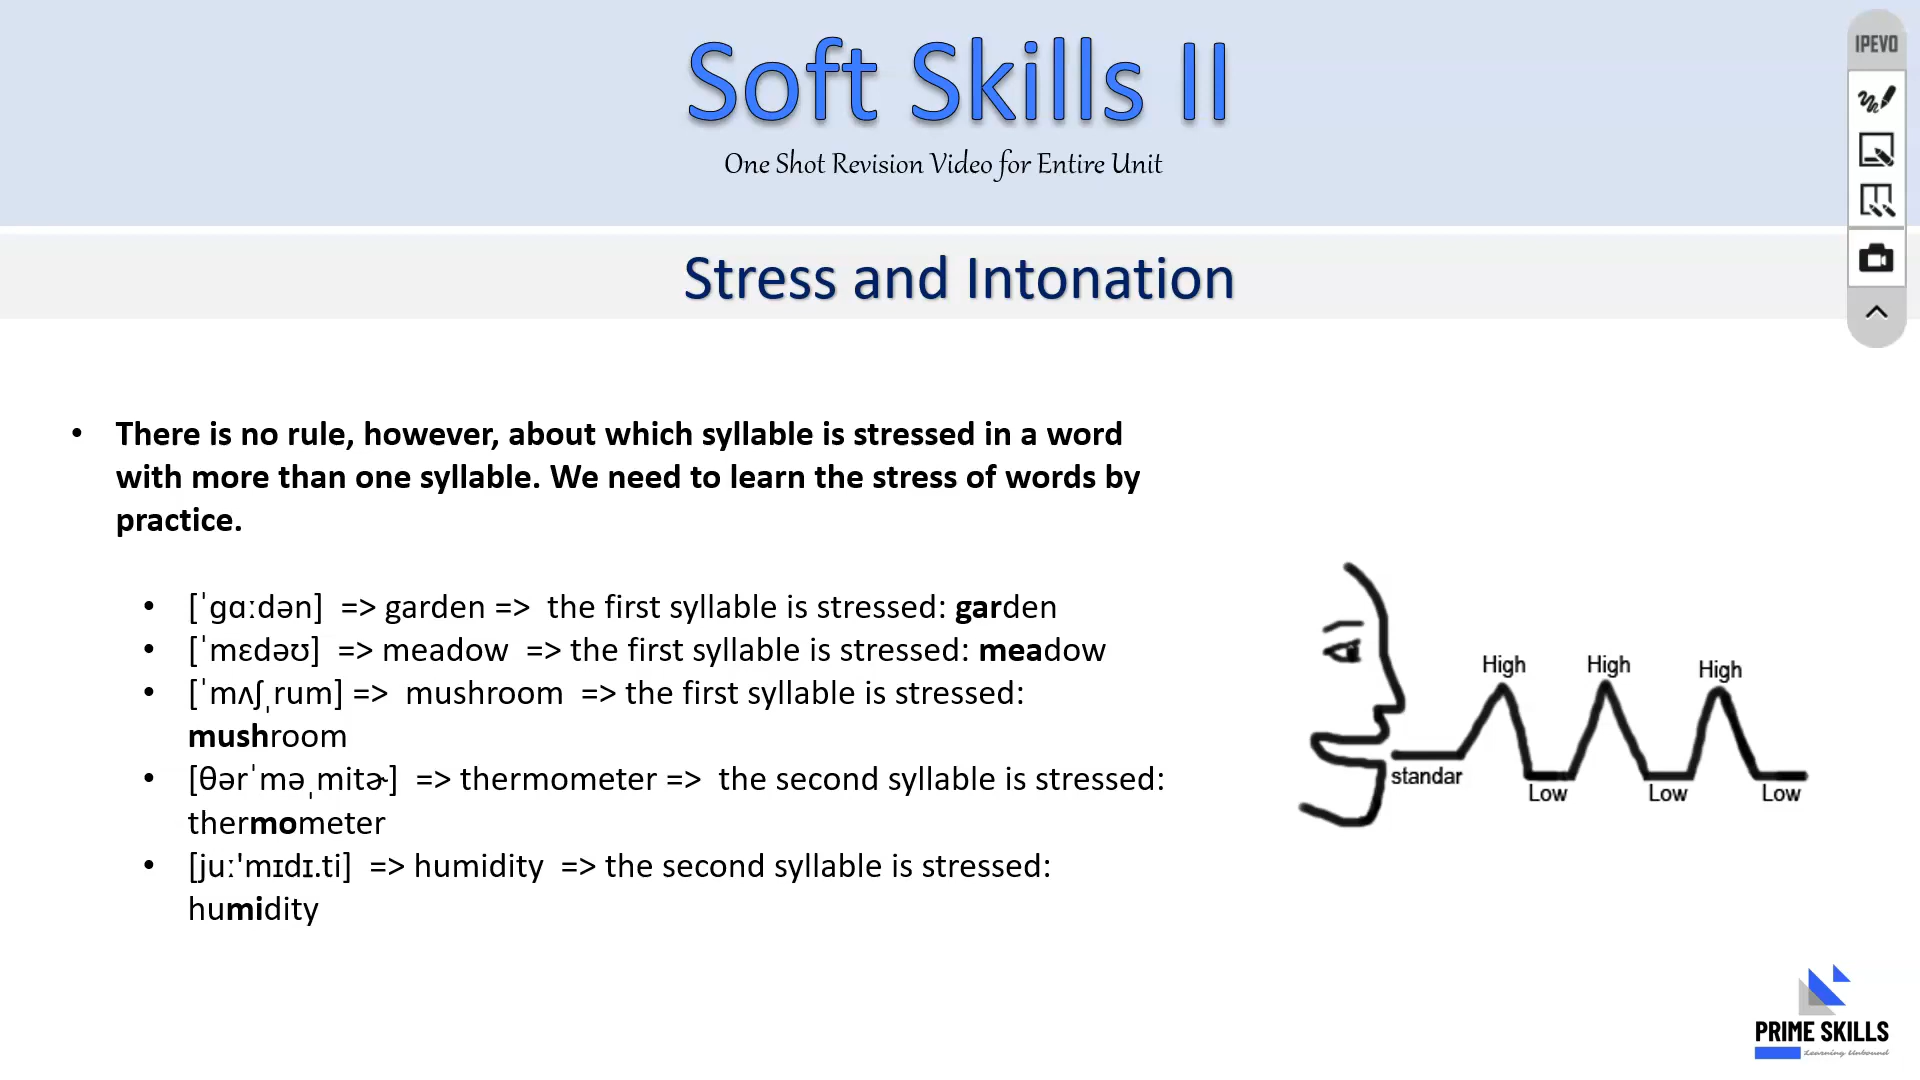 Soft Skills II
One Shot Revision Video for Entire Unit
IPEVO
Stress and Intonation
• There is no rule, however, about which syllable is stressed in a word
with more than one syllable. We need to learn the stress of words by
practice.
• [ˈgɑːdən] => garden => the first syllable is stressed: garden
• [ˈmɛdəʊ] => meadow => the first syllable is stressed: meadow
• [ˈmʌʃˌrum] => mushroom => the first syllable is stressed:
mushroom
• [θərˈməˌmitɚ] => thermometer => the second syllable is stressed:
thermometer
• [juː'mɪdɪ.ti] => humidity => the second syllable is stressed:
humidity
High High High
standar
Low Low Low
PRIME SKILLS
Learning Unbound